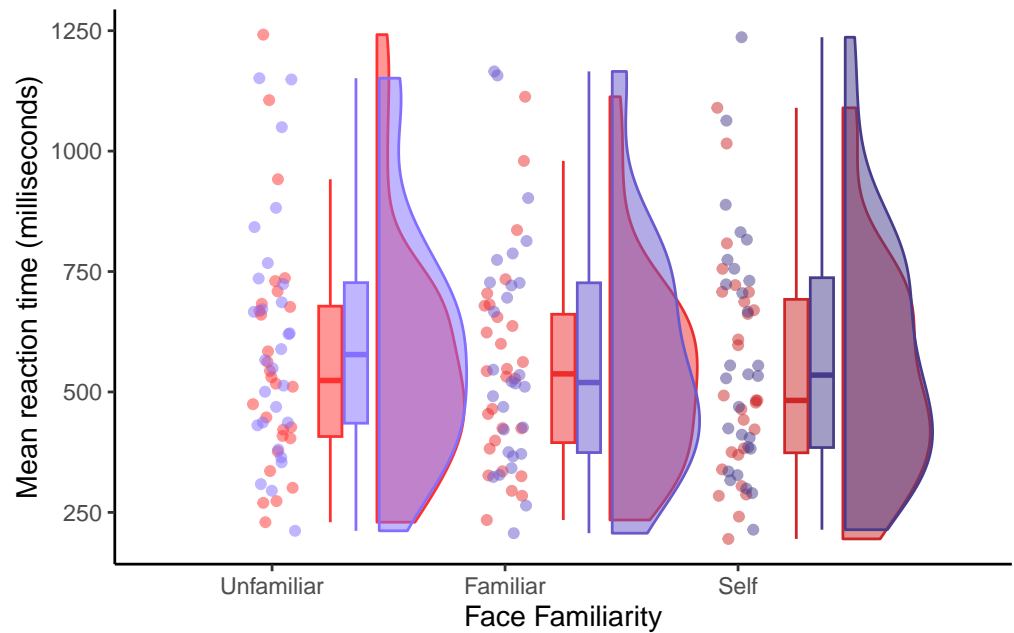 Mean reaction time (milliseconds)
1250
1000
750
500
250
Unfamiliar Familiar Self
Face Familiarity